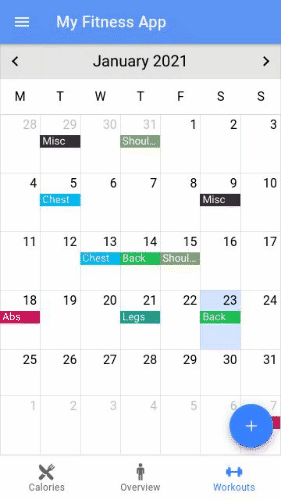 My Fitness App
January 2021
M T W T F S S
28 29 30 31 1 2 3
Misc Shoul...
4 5 6 7 8 9 10
Chest Misc
11 12 13 14 15 16 17
Chest Back Shoul...
18 19 20 21 22 23 24
Abs Legs Back
25 26 27 28 29 30 31
1 2 3 4 5 6 7
+
Calories Overview Workouts